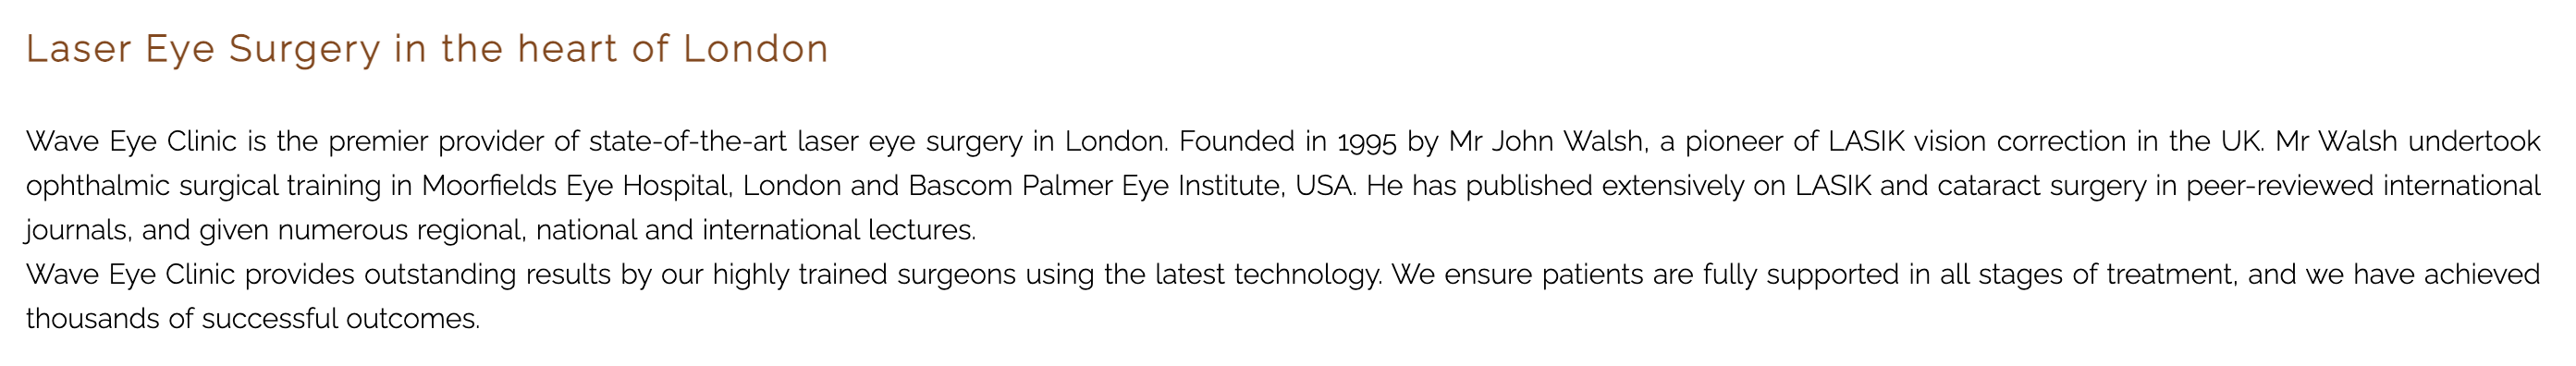 Laser Eye Surgery in the heart of London
Wave Eye Clinic is the premier provider of state-of-the-art laser eye surgery in London. Founded in 1995 by Mr John Walsh, a pioneer of LASIK vision correction in the UK. Mr Walsh undertook
ophthalmic surgical training in Moorfields Eye Hospital, London and Bascom Palmer Eye Institute, USA. He has published extensively on LASIK and cataract surgery in peer-reviewed international
journals, and given numerous regional, national and international lectures.
Wave Eye Clinic provides outstanding results by our highly trained surgeons using the latest technology. We ensure patients are fully supported in all stages of treatment, and we have achieved
thousands of successful outcomes.